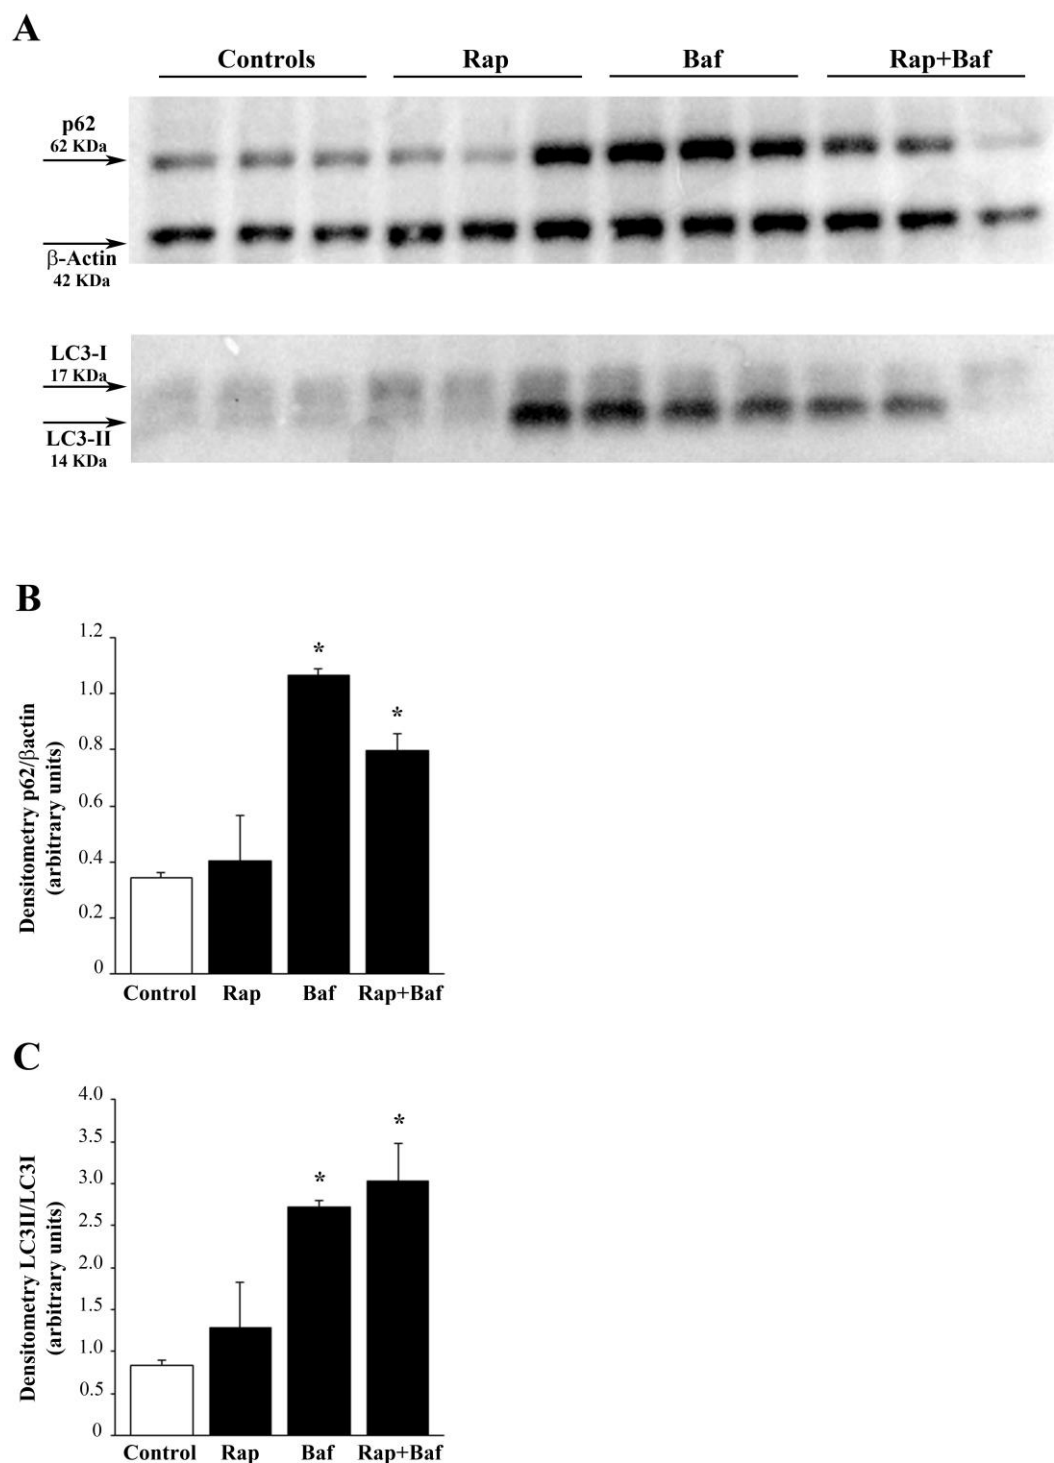 A
Controls Rap Baf Rap+Baf
p62
62 KDa
β-Actin
42 KDa
LC3-I
17 KDa
LC3-II
14 KDa
B
Densitometry p62/βactin
(arbitrary units)
1.2
1.0
0.8
0.6
0.4
0.2
0
*
*
Control Rap Baf Rap+Baf
C
Densitometry LC3II/LC3I
(arbitrary units)
4.0
3.5
3.0
2.5
2.0
1.5
1.0
0.5
0
*
*
Control Rap Baf Rap+Baf